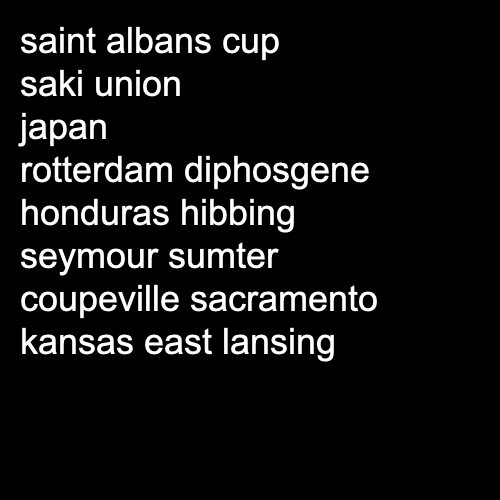 saint albans cup
saki union
japan
rotterdam diphosgene
honduras hibbing
seymour sumter
coupeville sacramento
kansas east lansing